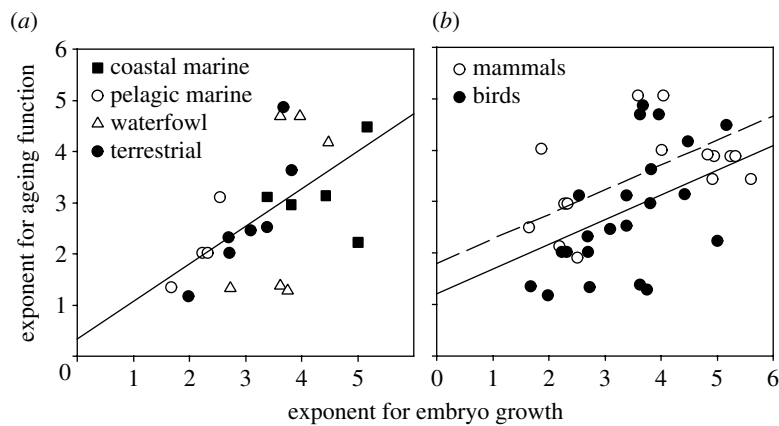 (a)
(b)
6
5
4
3
2
1
0
exponent for ageing function
coastal marine
pelagic marine
waterfowl
terrestrial
mammals
birds
1 2 3 4 5
0 1 2 3 4 5 6
exponent for embryo growth